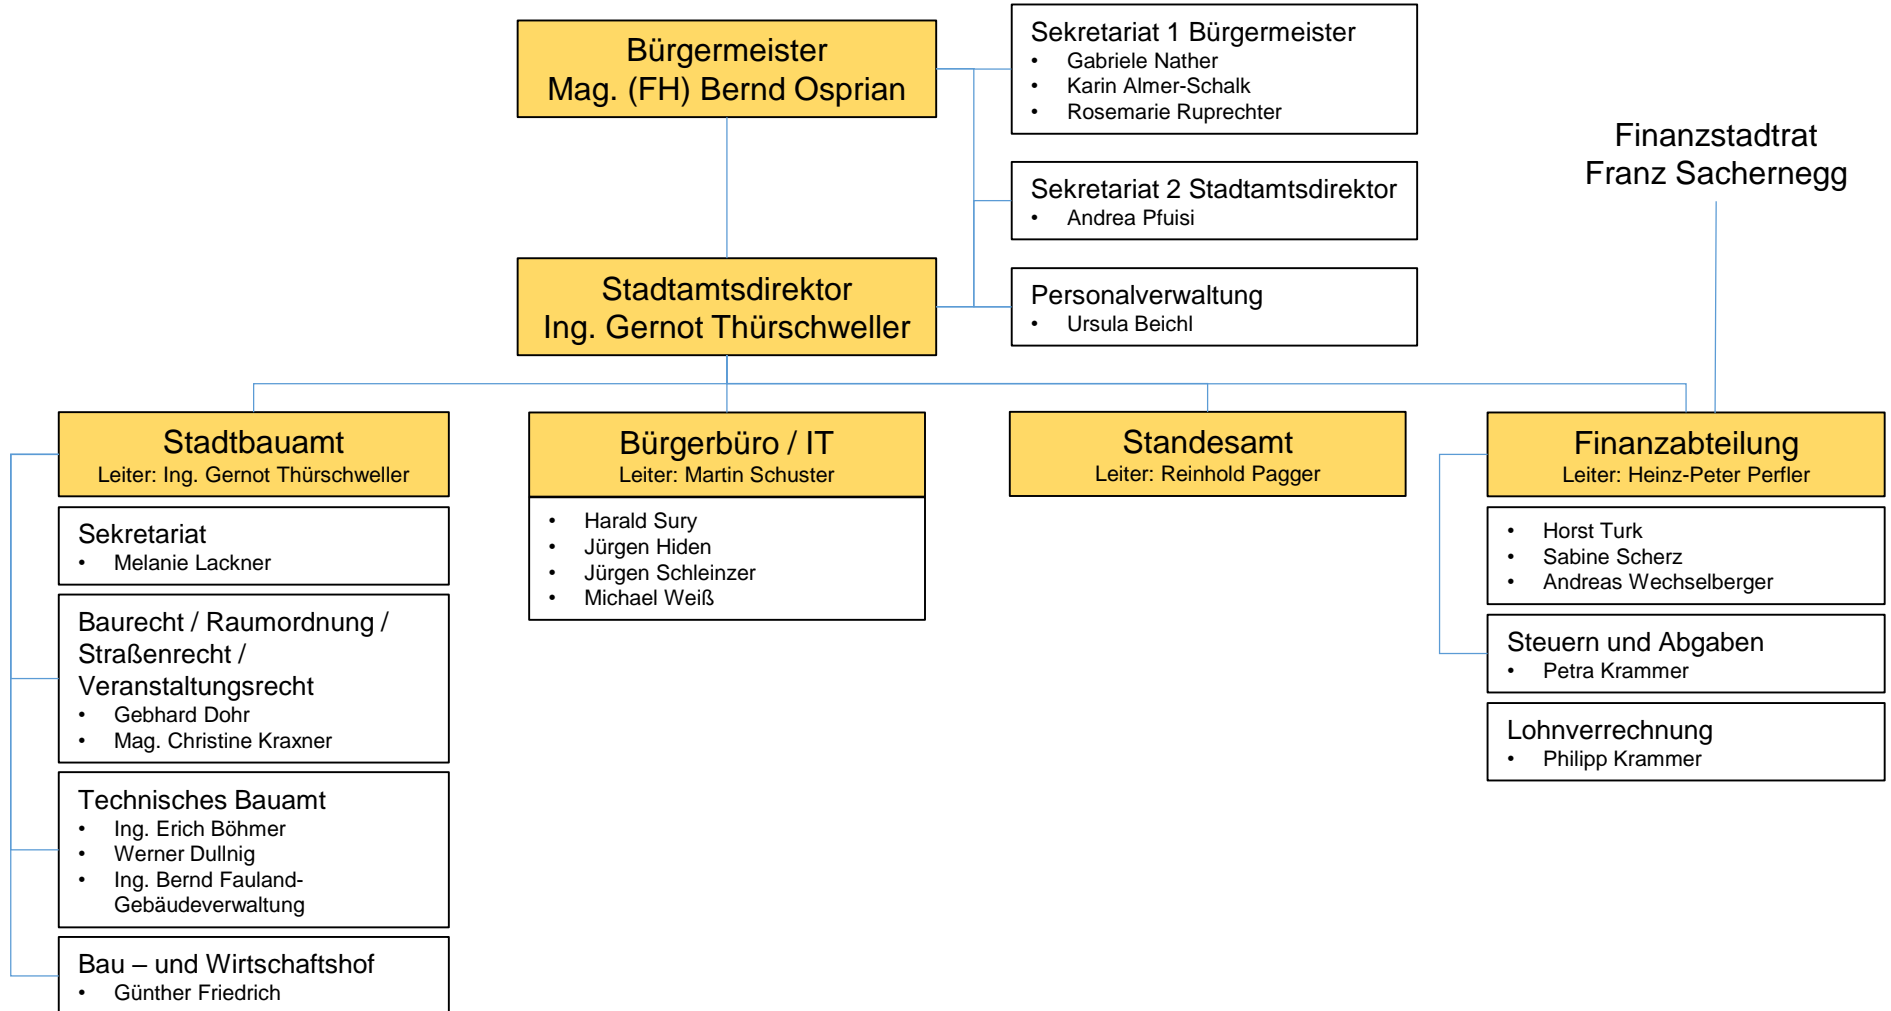 Bürgermeister
Mag. (FH) Bernd Osprian
Sekretariat 1 Bürgermeister
• Gabriele Nather
• Karin Almer-Schalk
• Rosemarie Ruprechter
Finanzstadtrat
Franz Sachernegg
Sekretariat 2 Stadtamtsdirektor
• Andrea Pfuisi
Stadtamtsdirektor
Ing. Gernot Thürschweller
Personalverwaltung
• Ursula Beichl
Stadtbauamt
Leiter: Ing. Gernot Thürschweller
Sekretariat
• Melanie Lackner
Baurecht / Raumordnung /
Straßenrecht /
Veranstaltungsrecht
• Gebhard Dohr
• Mag. Christine Kraxner
Technisches Bauamt
• Ing. Erich Böhmer
• Werner Dullnig
• Ing. Bernd Fauland-
Gebäudeverwaltung
Bau – und Wirtschaftshof
• Günther Friedrich
Bürgerbüro / IT
Leiter: Martin Schuster
• Harald Sury
• Jürgen Hiden
• Jürgen Schleinzer
• Michael Weiß
Standesamt
Leiter: Reinhold Pagger
Finanzabteilung
Leiter: Heinz-Peter Perfler
• Horst Turk
• Sabine Scherz
• Andreas Wechselberger
Steuern und Abgaben
• Petra Krammer
Lohnverrechnung
• Philipp Krammer